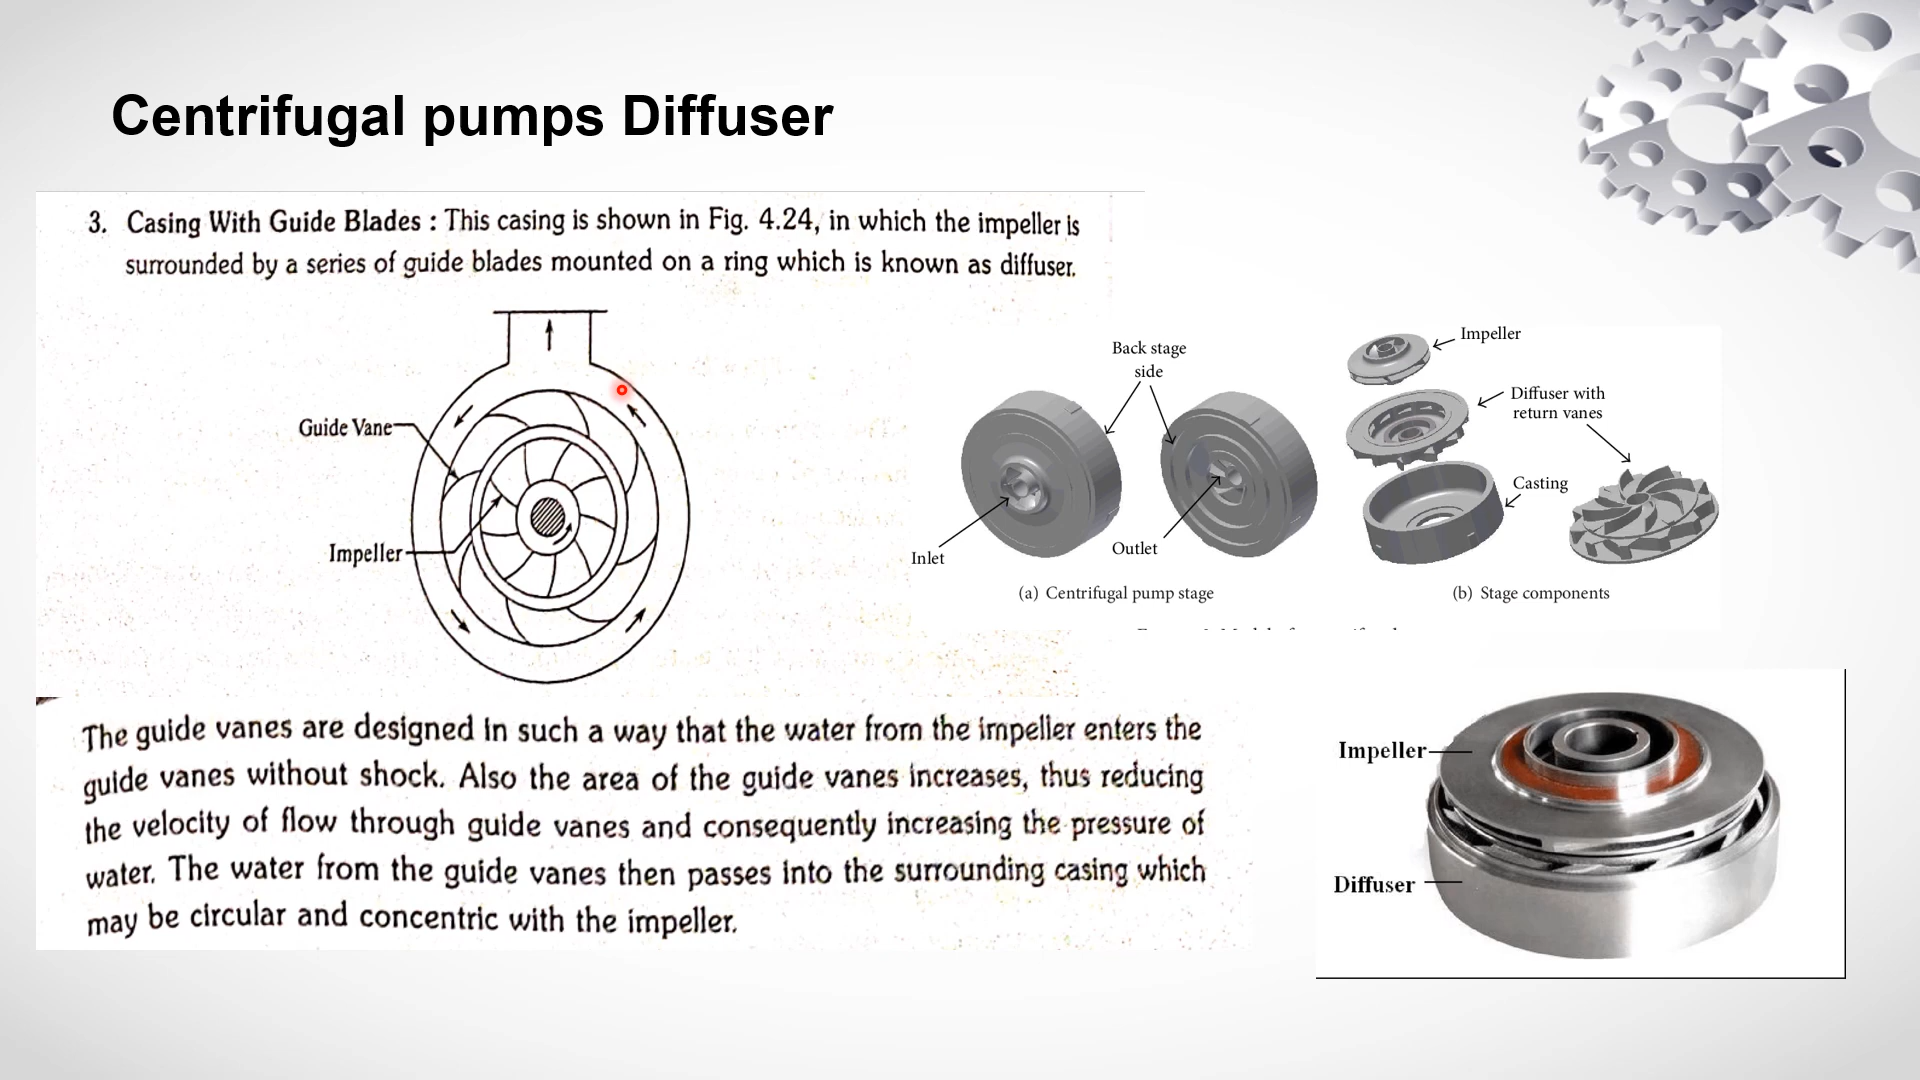 Centrifugal pumps Diffuser
3. Casing With Guide Blades : This casing is shown in Fig. 4.24, in which the impeller is
surrounded by a series of guide blades mounted on a ring which is known as diffuser.
Guide Vane
Impeller
Back stage
side
Inlet
Outlet
(a) Centrifugal pump stage
Impeller
Diffuser with
return vanes
Casting
(b) Stage components
The guide vanes are designed in such a way that the water from the impeller enters the
guide vanes without shock. Also the area of the guide vanes increases, thus reducing
the velocity of flow through guide vanes and consequently increasing the pressure of
water. The water from the guide vanes then passes into the surrounding casing which
may be circular and concentric with the impeller.
Impeller
Diffuser